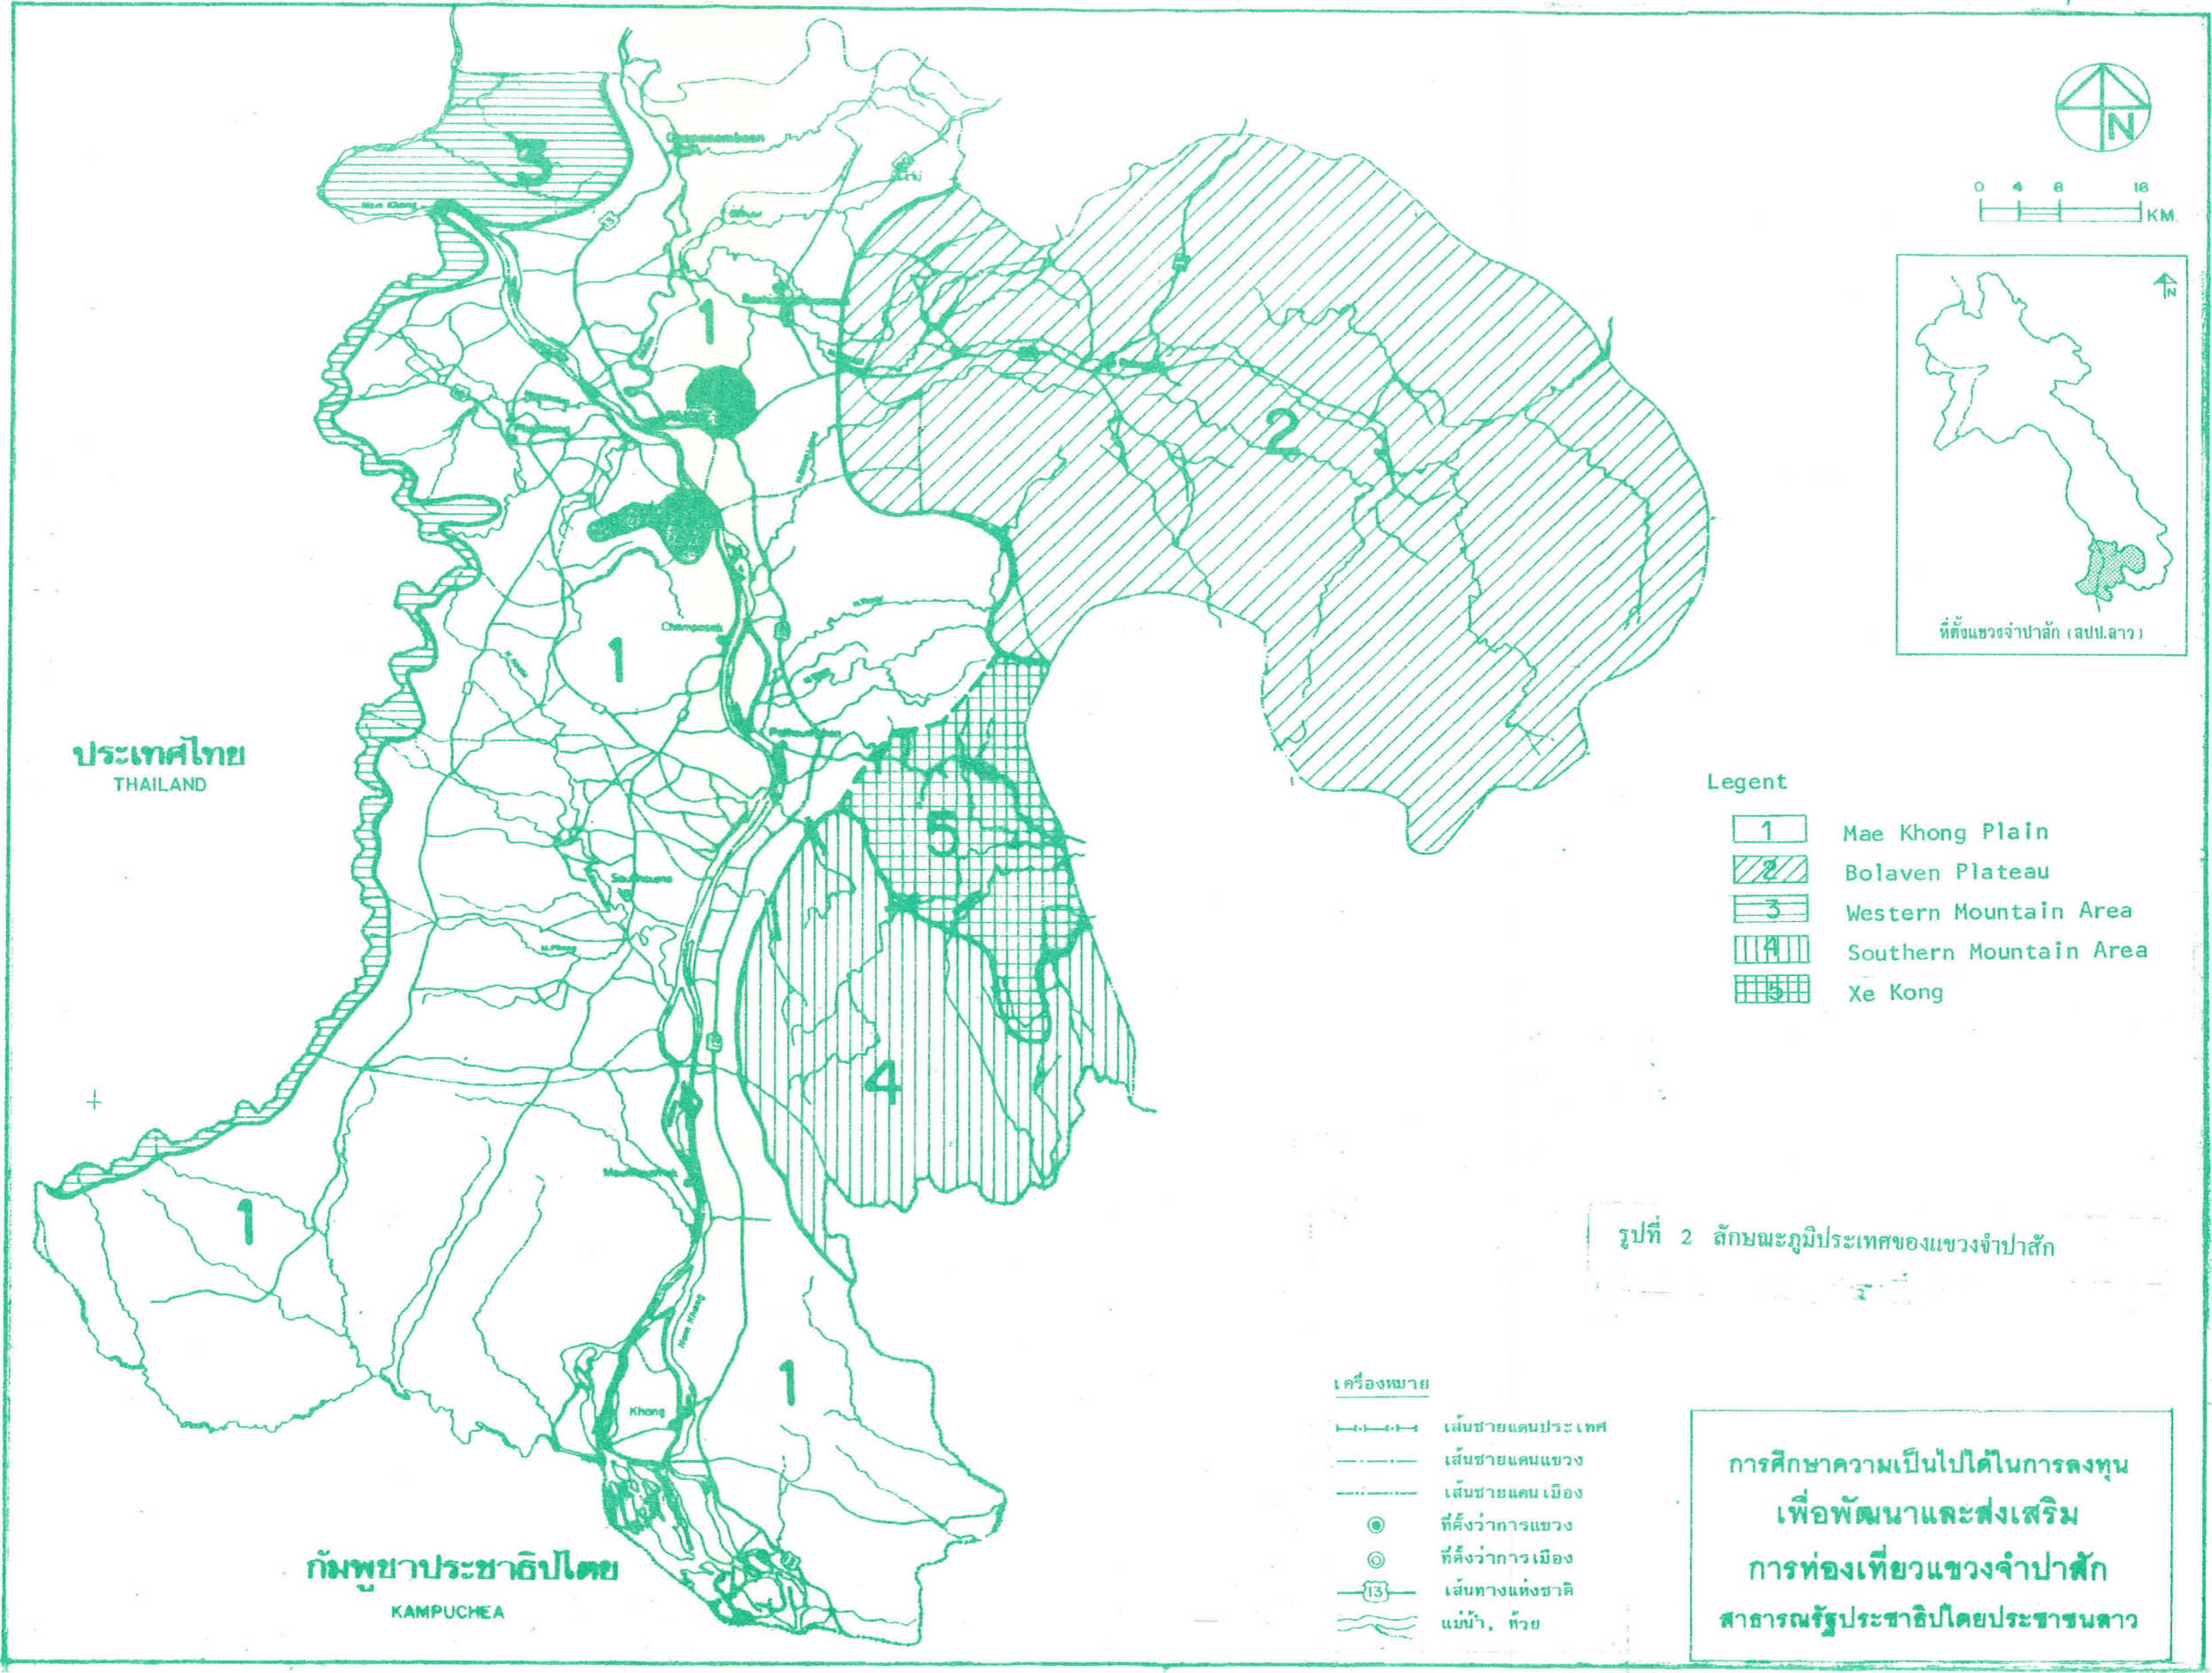 N
0 4 8 16
KM.
N
ที่ตั้งแขวงจำปาสัก (สปป.ลาว)
3
Mae Khong
13
1
2
Champasak
1
ประเทศไทย
THAILAND
5
Soukhouma
4
1
Mae Khong
1
Khong
กัมพูชาประชาธิปไตย
KAMPUCHEA
Legent
1 Mae Khong Plain
2 Bolaven Plateau
3 Western Mountain Area
4 Southern Mountain Area
5 Xe Kong
รูปที่ 2 ลักษณะภูมิประเทศของแขวงจำปาสัก
เครื่องหมาย
เส้นชายแดนประเทศ
เส้นชายแดนแขวง
เส้นชายแดนเมือง
ที่ตั้งว่าการแขวง
ที่ตั้งว่าการเมือง
13 เส้นทางแห่งชาติ
แม่น้ำ, ห้วย
การศึกษาความเป็นไปได้ในการลงทุน
เพื่อพัฒนาและส่งเสริม
การท่องเที่ยวแขวงจำปาสัก
สาธารณรัฐประชาธิปไตยประชาชนลาว